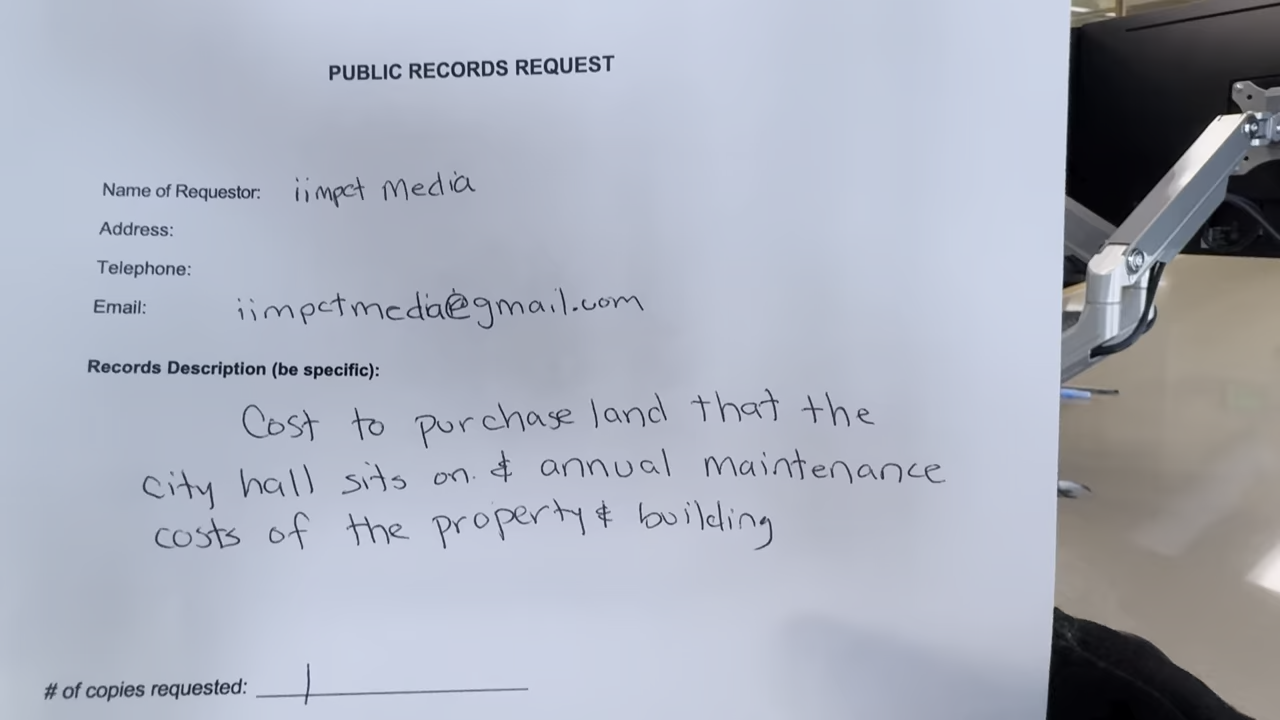 PUBLIC RECORDS REQUEST
Name of Requestor: iimpct Media
Address:
Telephone:
Email: iimpctmedia@gmail.com
Records Description (be specific):
Cost to purchase land that the
city hall sits on. & annual maintenance
costs of the property & building
# of copies requested: 1